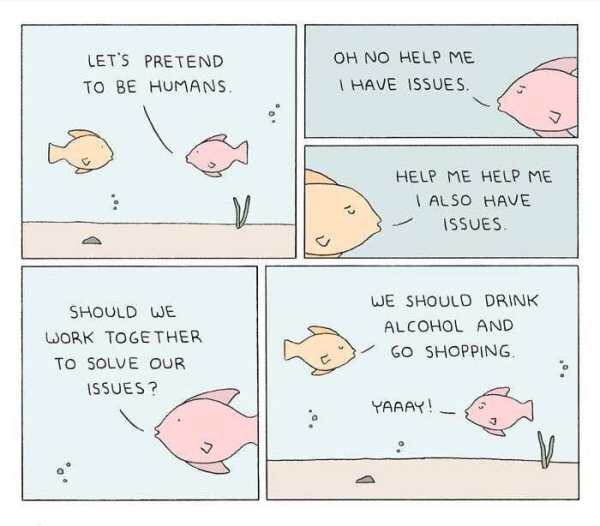 LET'S PRETEND
TO BE HUMANS.
OH NO HELP ME
I HAVE ISSUES.
HELP ME HELP ME
I ALSO HAVE
ISSUES.
SHOULD WE
WORK TOGETHER
TO SOLVE OUR
ISSUES?
WE SHOULD DRINK
ALCOHOL AND
GO SHOPPING.
YAAAY!